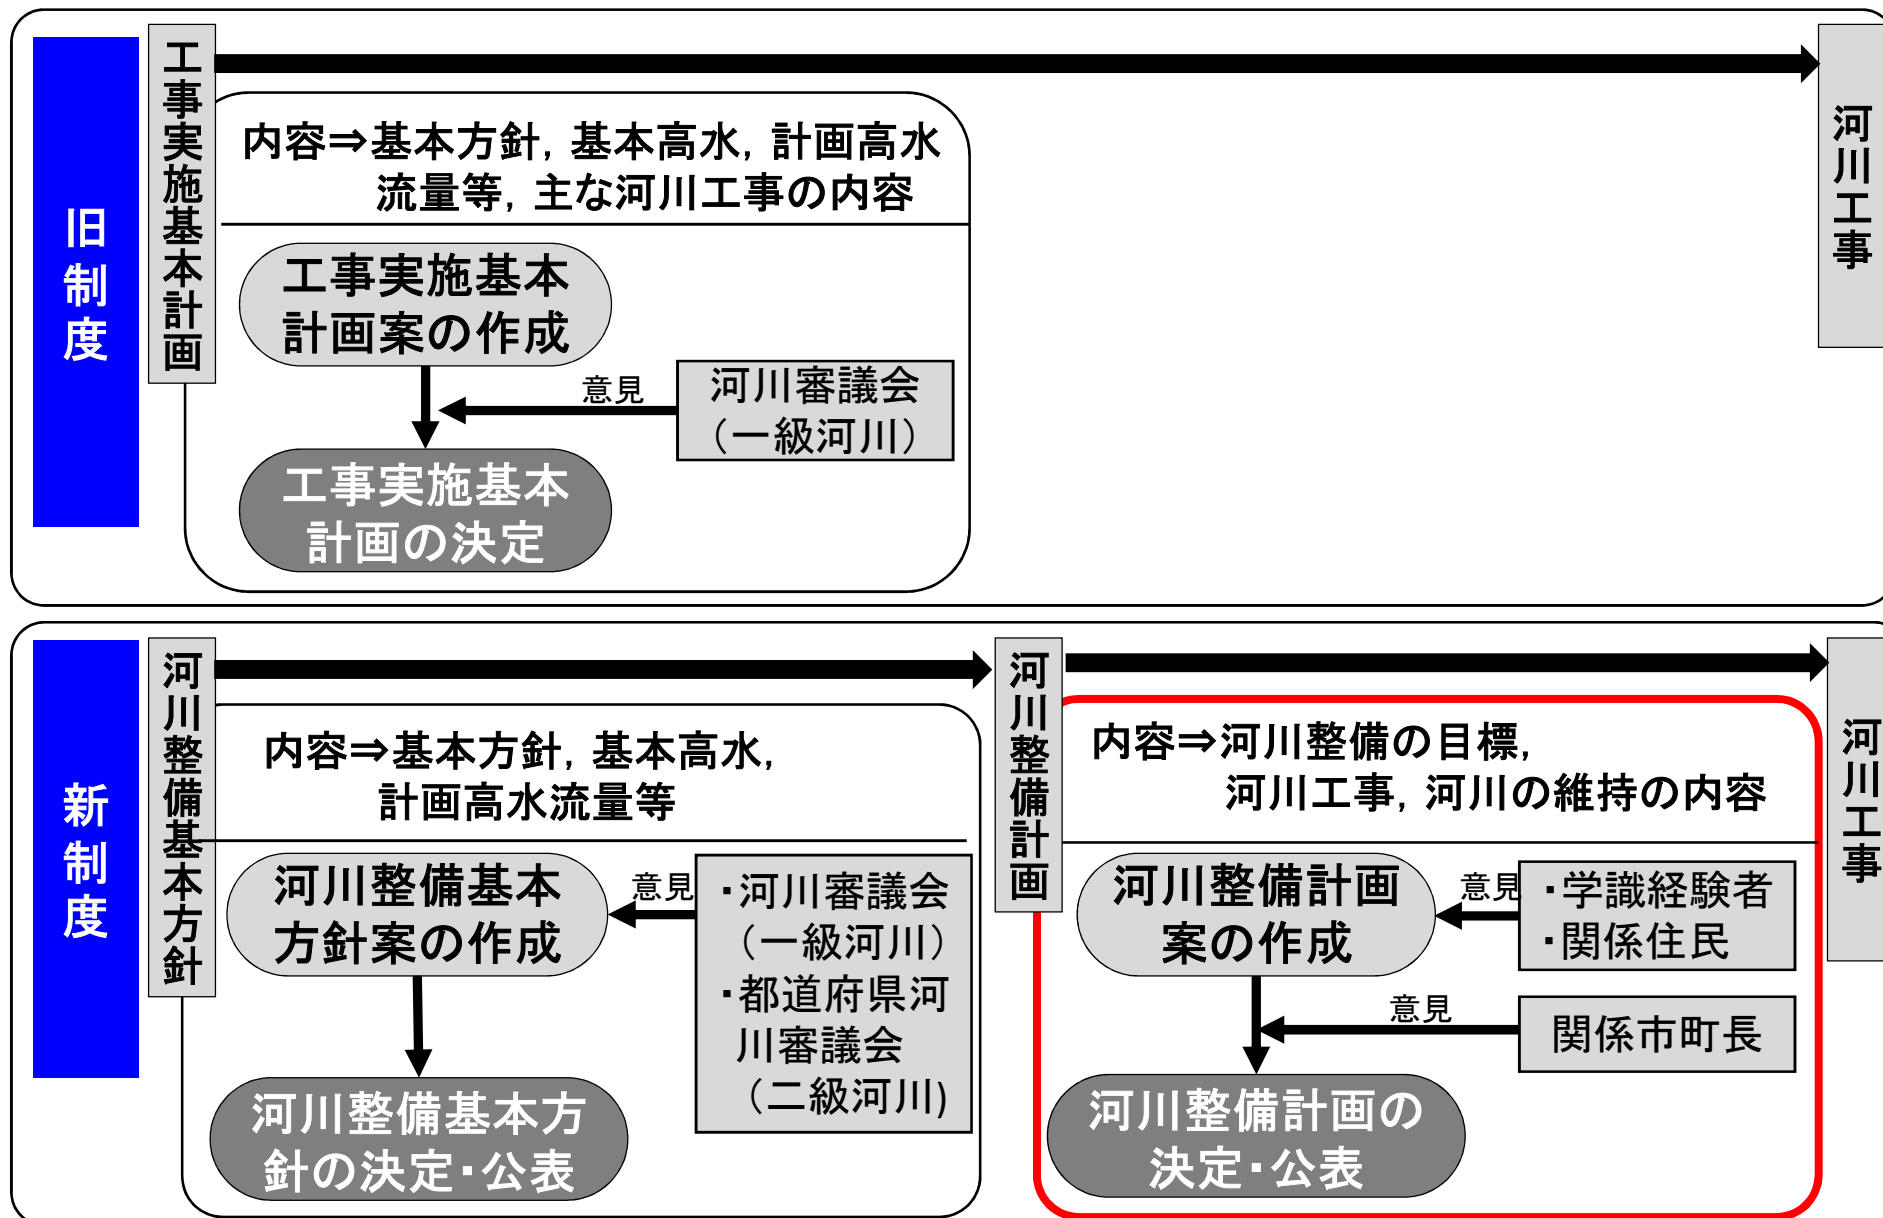 旧制度
工事実施基本計画
内容⇒基本方針，基本高水，計画高水
流量等，主な河川工事の内容
工事実施基本
計画案の作成
意見
河川審議会
（一級河川）
工事実施基本
計画の決定
河川工事
新制度
河川整備基本方針
内容⇒基本方針，基本高水，
計画高水流量等
河川整備基本
方針案の作成
意見
・河川審議会
（一級河川）
・都道府県河
川審議会
（二級河川)
河川整備基本方
針の決定・公表
河川整備計画
内容⇒河川整備の目標，
河川工事，河川の維持の内容
河川整備計画
案の作成
意見
・学識経験者
・関係住民
意見
関係市町長
河川整備計画の
決定・公表
河川工事